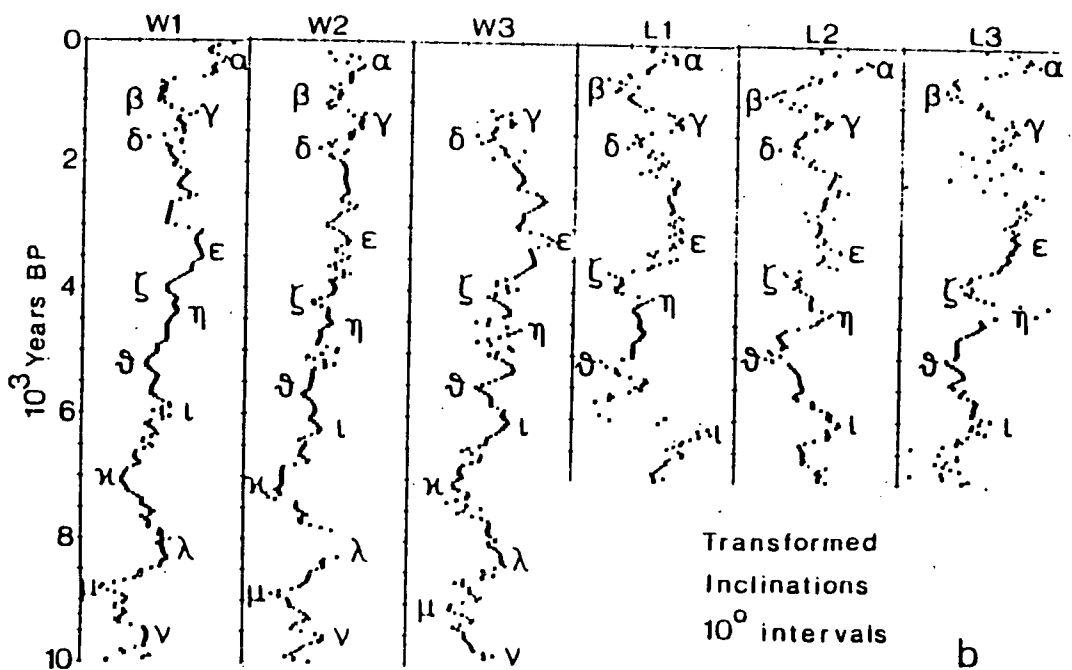 W1 W2 W3 L1 L2 L3
0
α α α α α
β β β β β
γ γ γ γ γ γ
δ δ δ δ δ
2
ε ε ε ε ε ε
ζ ζ ζ ζ ζ ζ
4
η η η η η η
10³ Years BP
ϑ ϑ ϑ ϑ ϑ ϑ
6
ι ι ι ι ι ι
ϰ ϰ ϰ
8
λ λ λ
μ μ μ
ν ν ν
10
Transformed
Inclinations
10° intervals
b